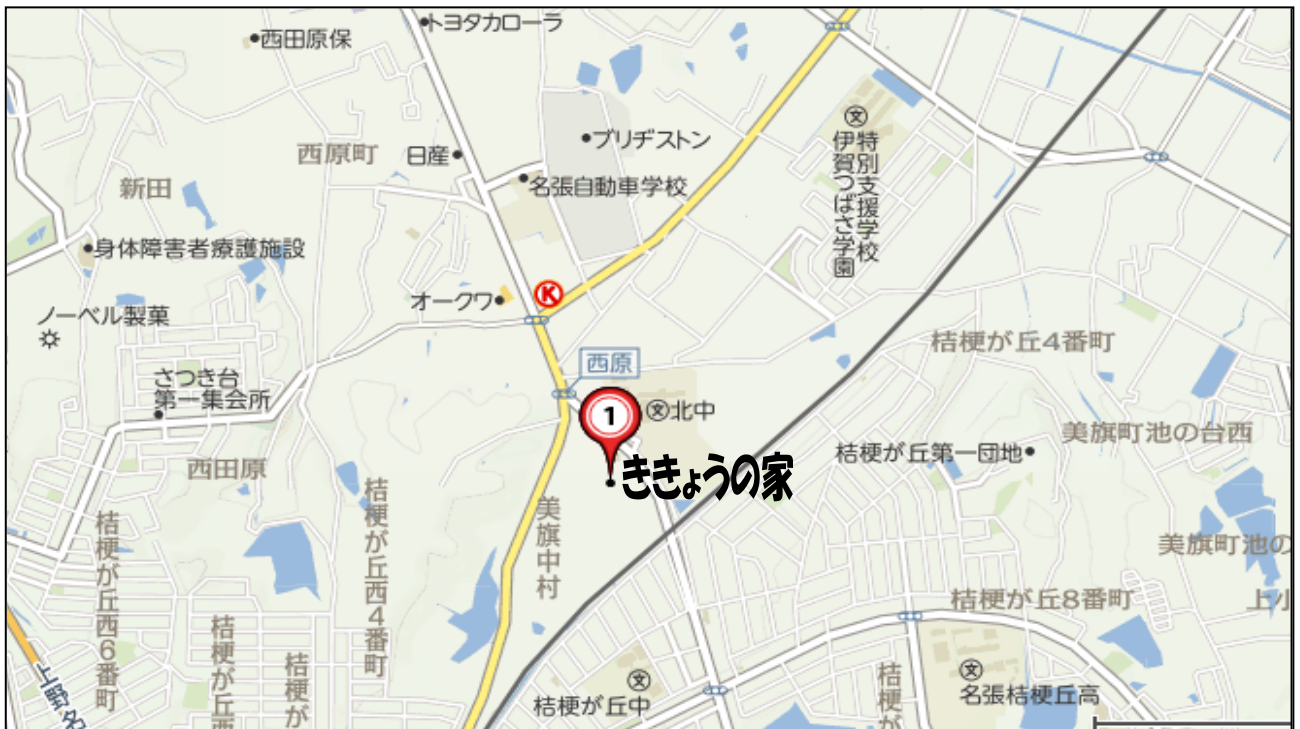 トヨタカローラ
西田原保
ブリヂストン
西原町
日産
特別支援学校
伊賀つばさ学園
名張自動車学校
新田
身体障害者療護施設
K
オークワ
ノーベル製菓
桔梗が丘4番町
西原
さつき台
第一集会所
1
北中
美旗町池の台西
桔梗が丘第一団地
西田原
ききょうの家
桔梗が丘西4番町
美旗中村
桔梗が丘西6番町
美旗町池の
桔梗が丘8番町
上小
桔梗が丘西
桔梗が
桔梗が丘中
桔梗が
名張桔梗丘高
上野名